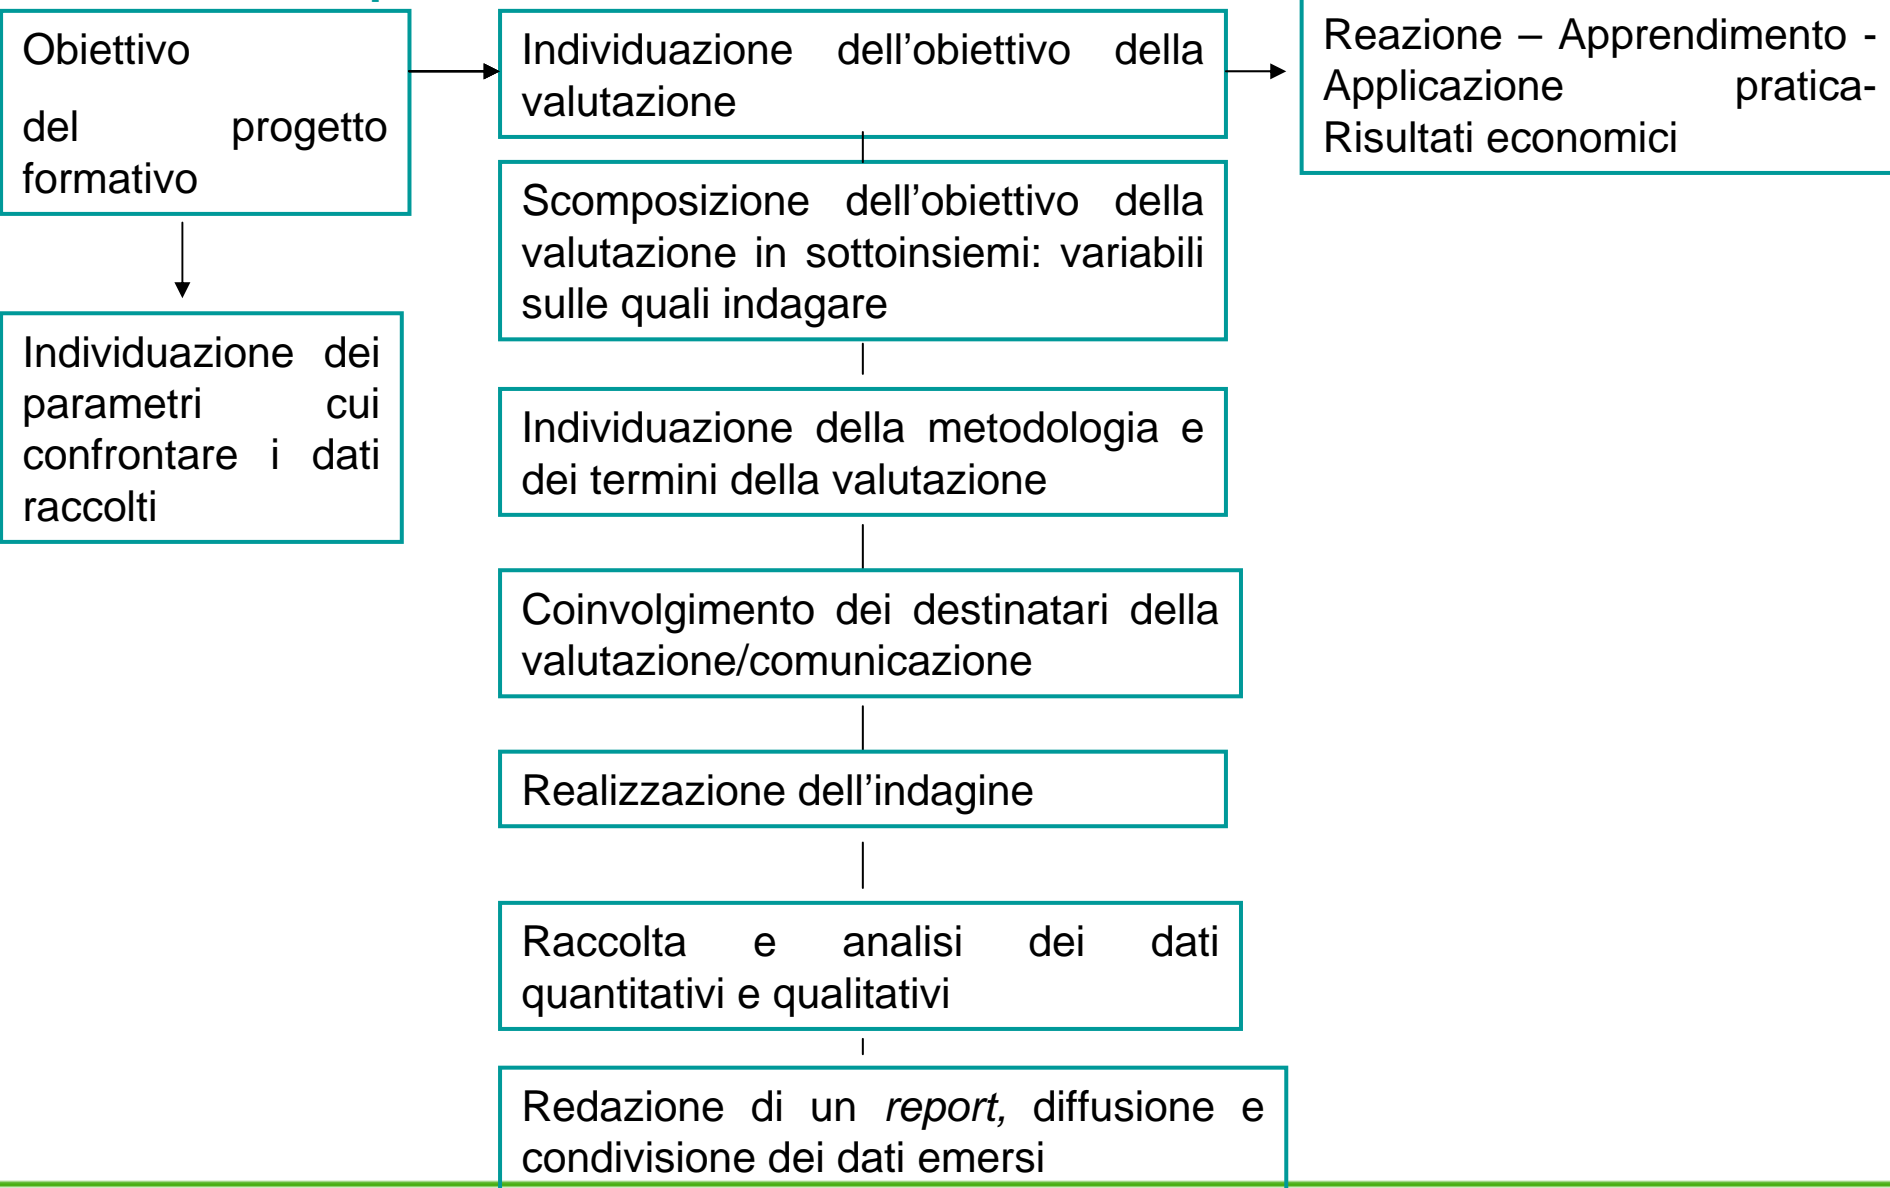 Obiettivo
del progetto
formativo
Individuazione dei
parametri cui
confrontare i dati
raccolti
Individuazione dell’obiettivo della
valutazione
Scomposizione dell’obiettivo della
valutazione in sottoinsiemi: variabili
sulle quali indagare
Individuazione della metodologia e
dei termini della valutazione
Coinvolgimento dei destinatari della
valutazione/comunicazione
Realizzazione dell’indagine
Raccolta e analisi dei dati
quantitativi e qualitativi
Redazione di un report, diffusione e
condivisione dei dati emersi
Reazione – Apprendimento -
Applicazione pratica-
Risultati economici